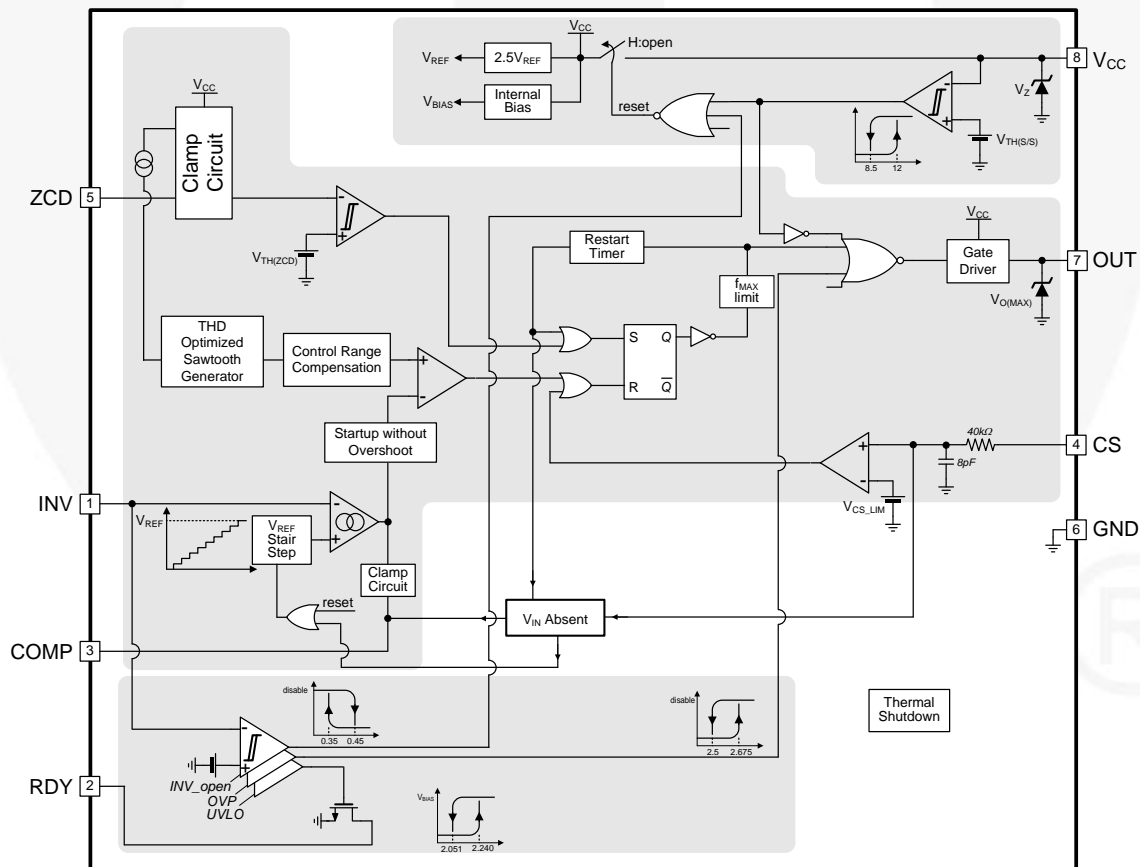 VCC
H:open
VREF
2.5VREF
8
VCC
VZ
VBIAS
Internal
Bias
reset
VTH(S/S)
8.5
12
VCC
Clamp
Circuit
ZCD
5
VTH(ZCD)
Restart
Timer
VCC
Gate
Driver
7
OUT
VO(MAX)
fMAX
limit
THD
Optimized
Sawtooth
Generator
Control Range
Compensation
S
Q
R
Q
Startup without
Overshoot
40kΩ
4
CS
8pF
VCS_LIM
INV
1
VREF
VREF
Stair
Step
6
GND
Clamp
Circuit
reset
VIN Absent
COMP
3
disable
0.35
0.45
disable
2.5
2.675
Thermal
Shutdown
RDY
2
INV_open
OVP
UVLO
VBIAS
2.051
2.240
R